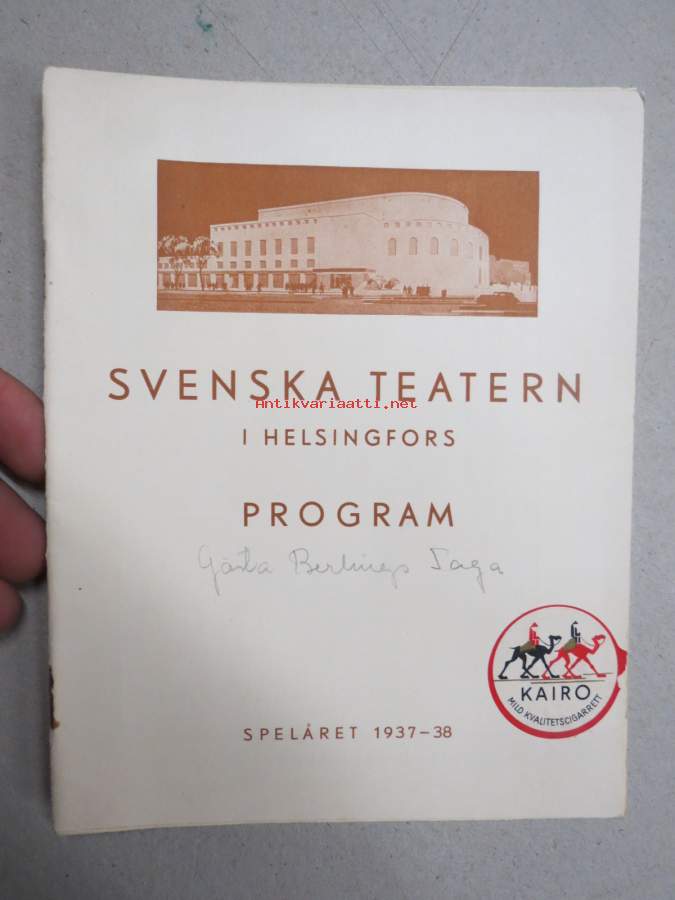 SVENSKA TEATERN
Antikvariaatti.net
I HELSINGFORS
PROGRAM
Gösta Berlings Saga
KAIRO
MILD KVALITETSCIGARRETT
SPELÅRET 1937-38